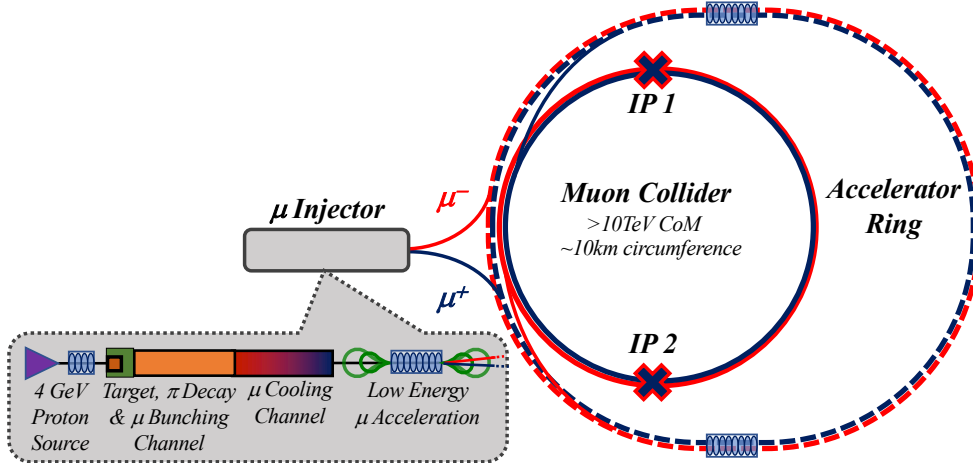 IP 1
Muon Collider
>10TeV CoM
~10km circumference
Accelerator
Ring
μ Injector
μ⁻
μ⁺
IP 2
4 GeV
Proton
Source
Target, π Decay
& μ Bunching
Channel
μ Cooling
Channel
Low Energy
μ Acceleration